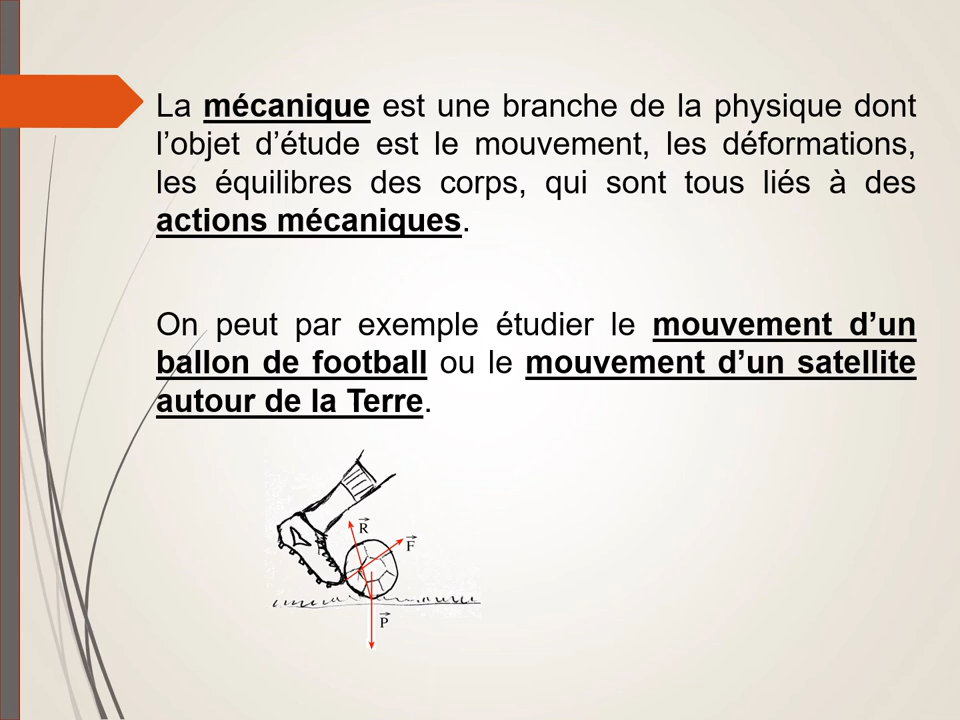 La mécanique est une branche de la physique dont
l’objet d’étude est le mouvement, les déformations,
les équilibres des corps, qui sont tous liés à des
actions mécaniques.
On peut par exemple étudier le mouvement d’un
ballon de football ou le mouvement d’un satellite
autour de la Terre.
R
F
P